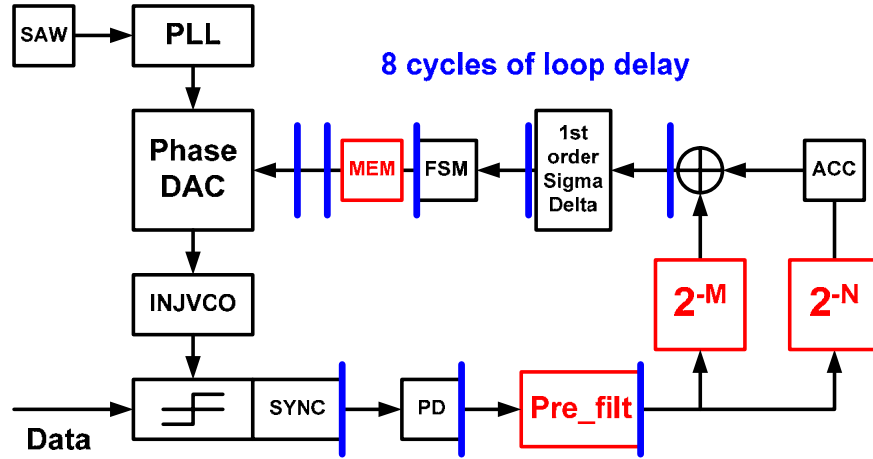 SAW
PLL
8 cycles of loop delay
Phase
DAC
MEM
FSM
1st
order
Sigma
Delta
ACC
INJVCO
2-M
2-N
SYNC
PD
Pre_filt
Data